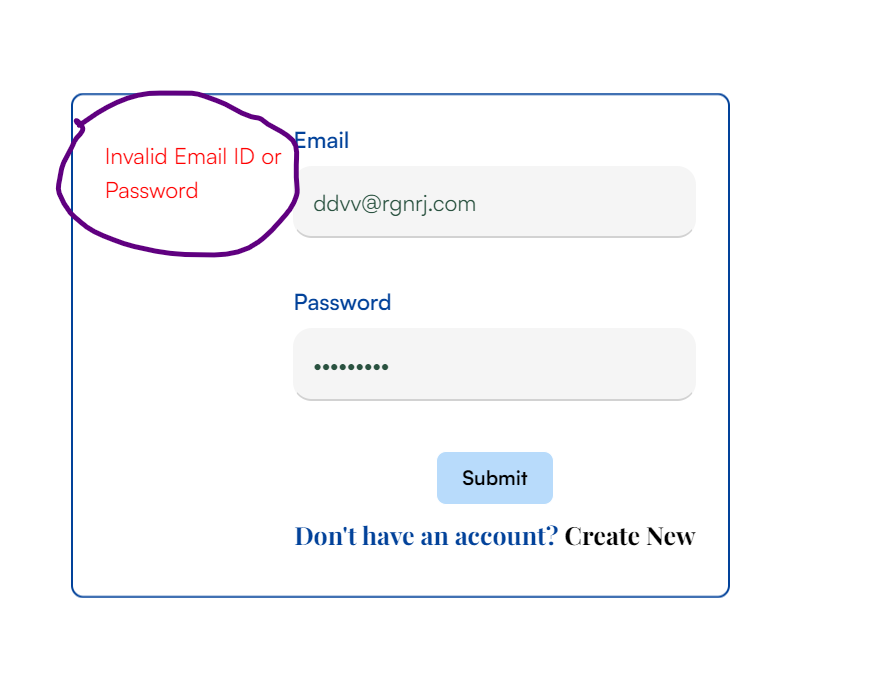 Invalid Email ID or
Password
Email
ddvv@rgnrj.com
Password
•••••••••
Submit
Don't have an account? Create New